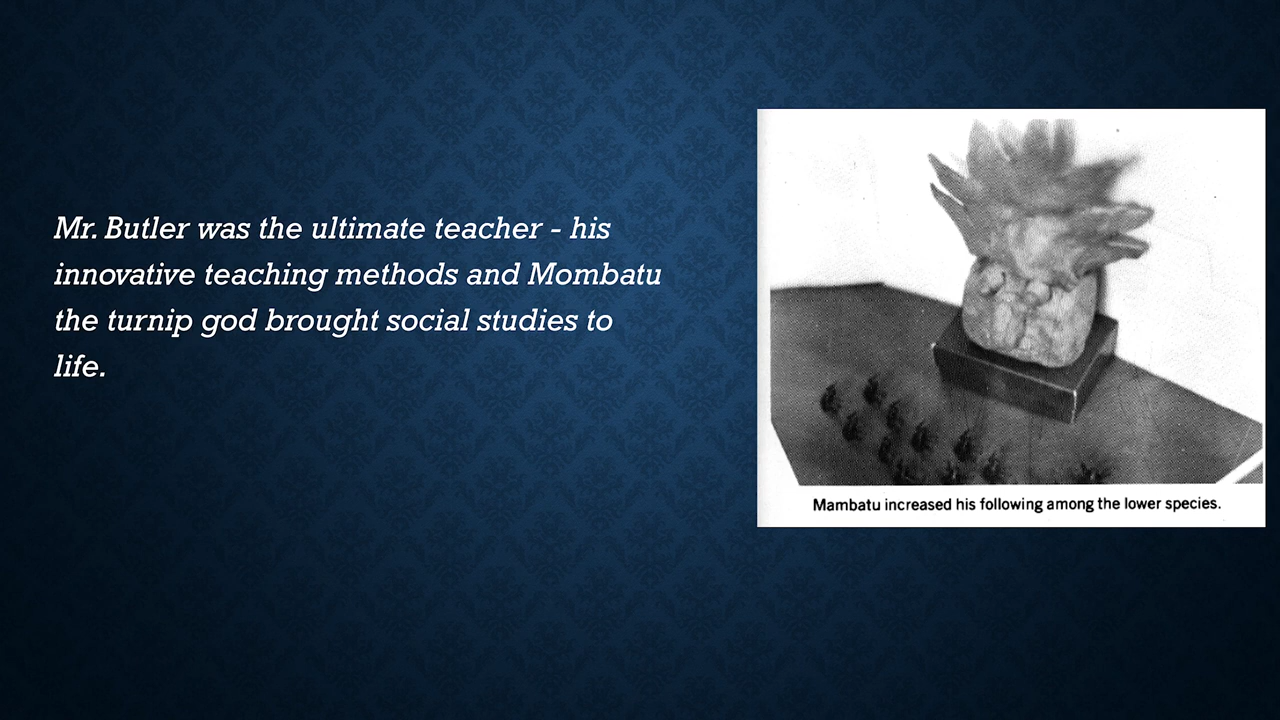 Mr. Butler was the ultimate teacher - his
innovative teaching methods and Mombatu
the turnip god brought social studies to
life.
Mambatu increased his following among the lower species.